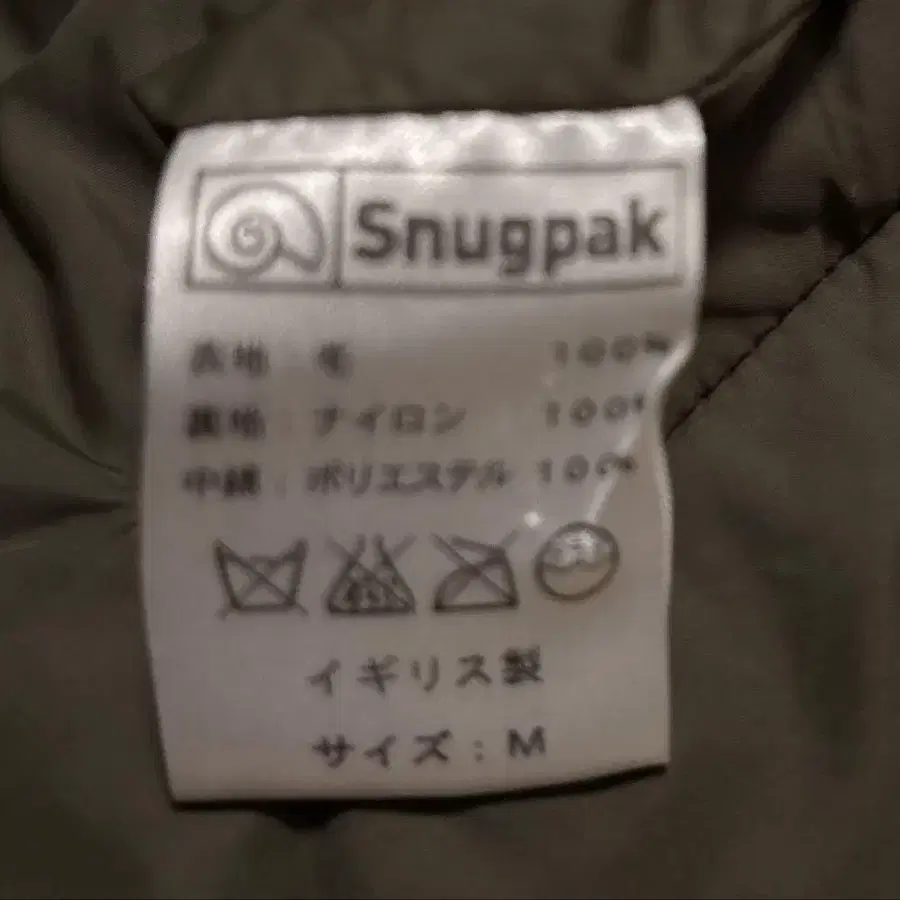 Snugpak
表地 : 毛 100%
裏地 : ナイロン 100%
中綿 : ポリエステル 100%
イギリス製
サイズ : M